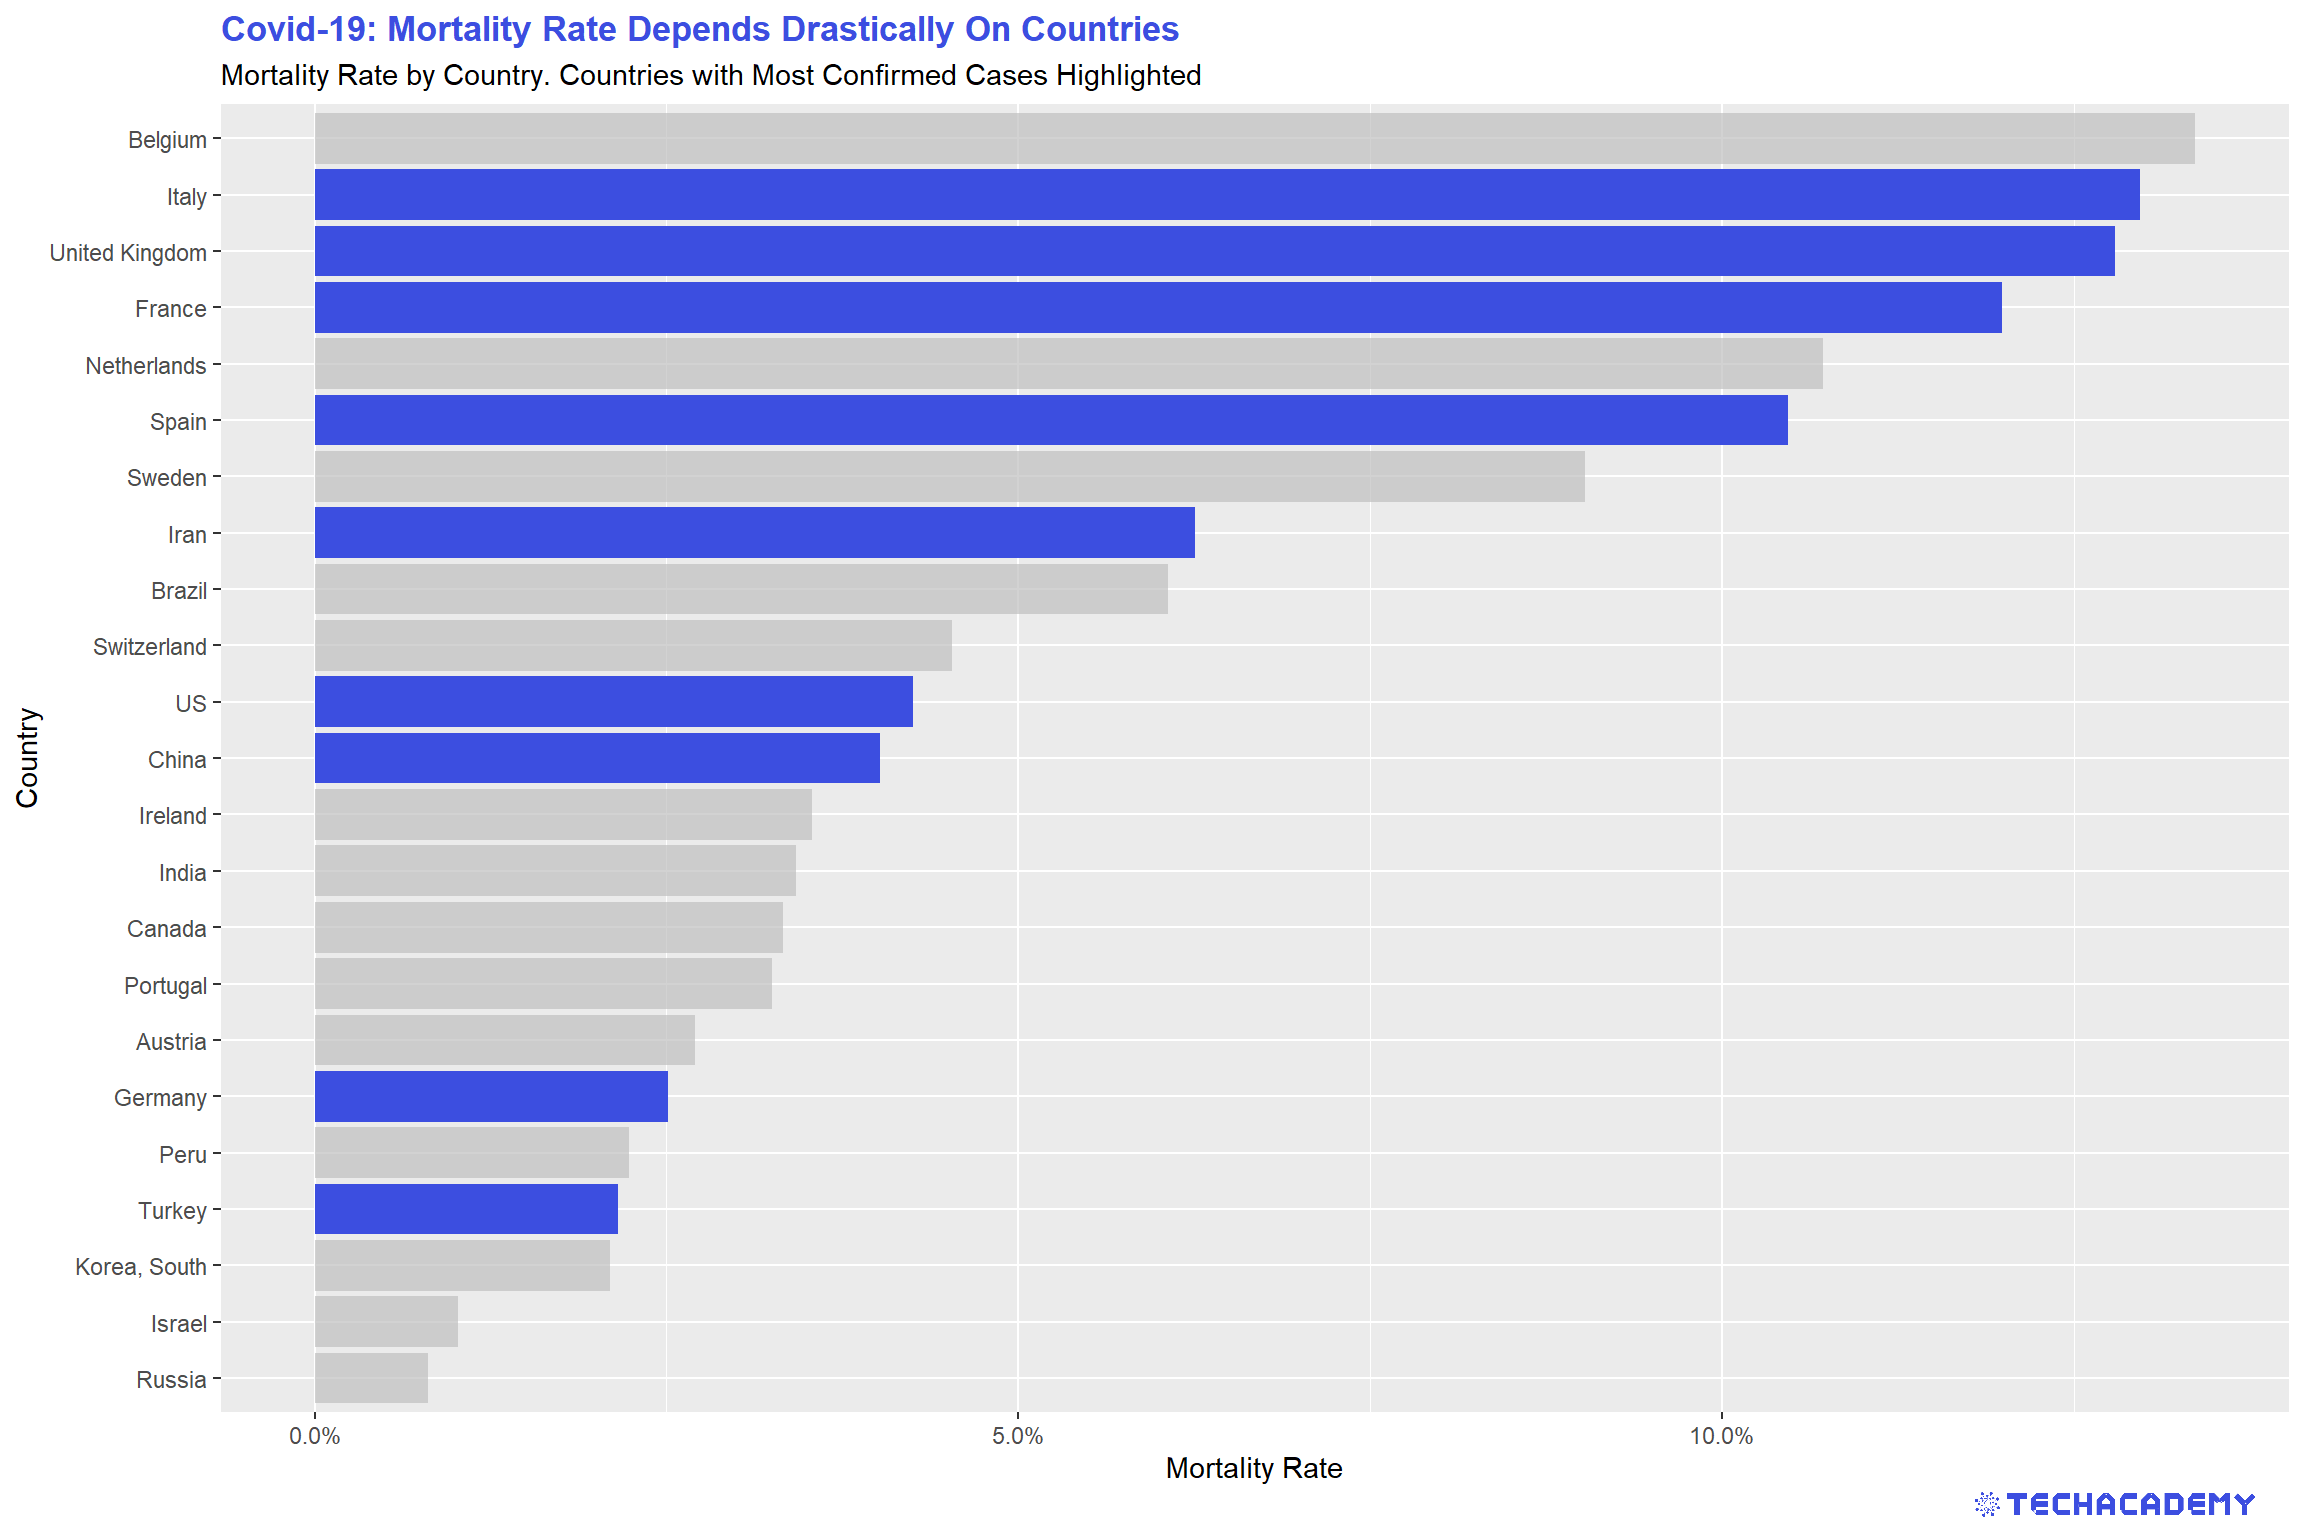 Covid-19: Mortality Rate Depends Drastically On Countries
Mortality Rate by Country. Countries with Most Confirmed Cases Highlighted
Belgium
Italy
United Kingdom
France
Netherlands
Spain
Sweden
Iran
Brazil
Switzerland
US
China
Ireland
India
Canada
Portugal
Austria
Germany
Peru
Turkey
Korea, South
Israel
Russia
Country
0.0%
5.0%
10.0%
Mortality Rate
TECHACADEMY